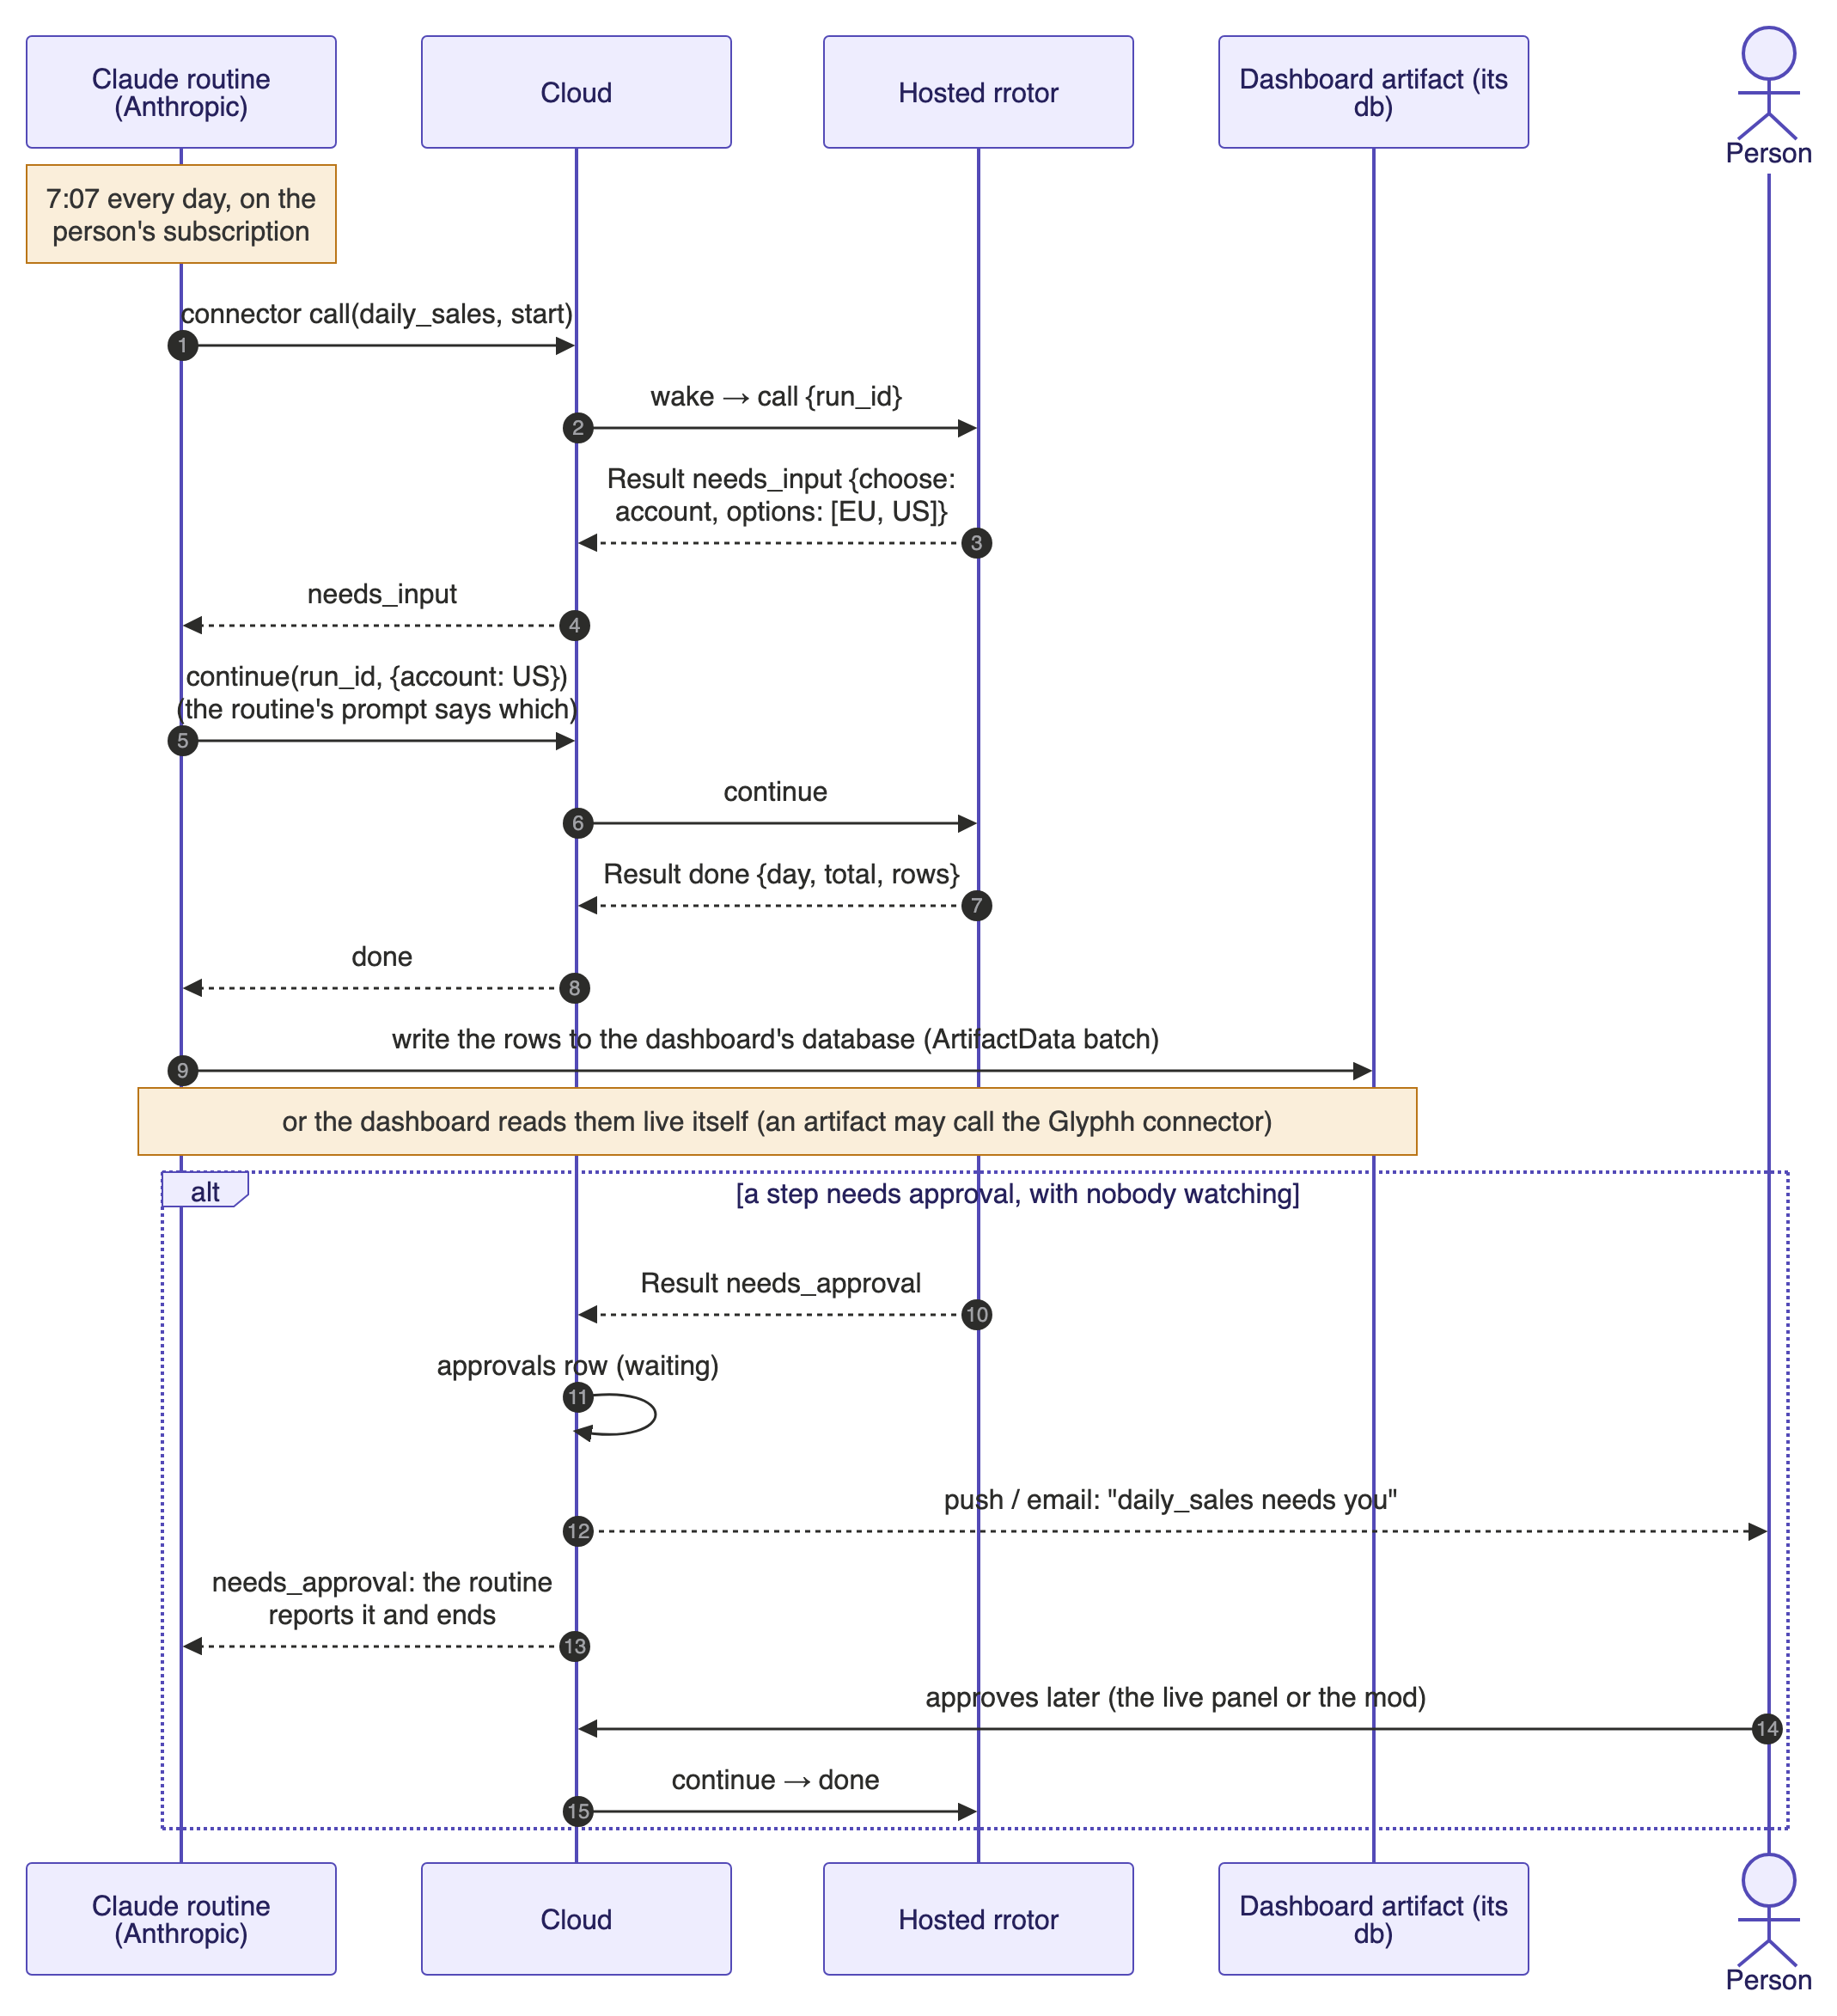 Claude routine
(Anthropic)
Cloud
Hosted rrotor
Dashboard artifact (its
db)
Person
7:07 every day, on the
person's subscription
connector call(daily_sales, start)
1
wake → call {run_id}
2
Result needs_input {choose:
account, options: [EU, US]}
3
needs_input
4
continue(run_id, {account: US})
(the routine's prompt says which)
5
continue
6
Result done {day, total, rows}
7
done
8
write the rows to the dashboard's database (ArtifactData batch)
9
or the dashboard reads them live itself (an artifact may call the Glyphh connector)
alt
[a step needs approval, with nobody watching]
Result needs_approval
10
approvals row (waiting)
11
push / email: "daily_sales needs you"
12
needs_approval: the routine
reports it and ends
13
approves later (the live panel or the mod)
14
continue → done
15
Claude routine
(Anthropic)
Cloud
Hosted rrotor
Dashboard artifact (its
db)
Person